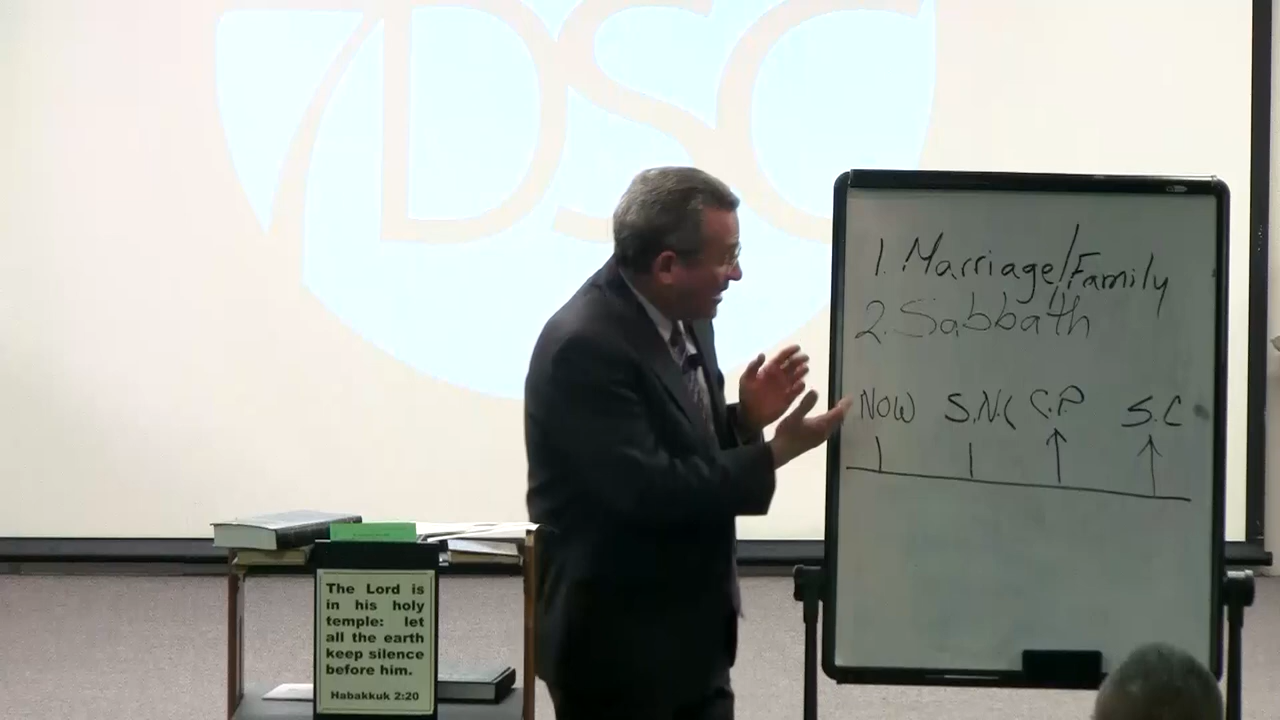 DSC
1. Marriage/Family
2. Sabbath
NOW S.N.C C.P S.C
The Lord is
in his holy
temple: let
all the earth
keep silence
before him.
Habakkuk 2:20